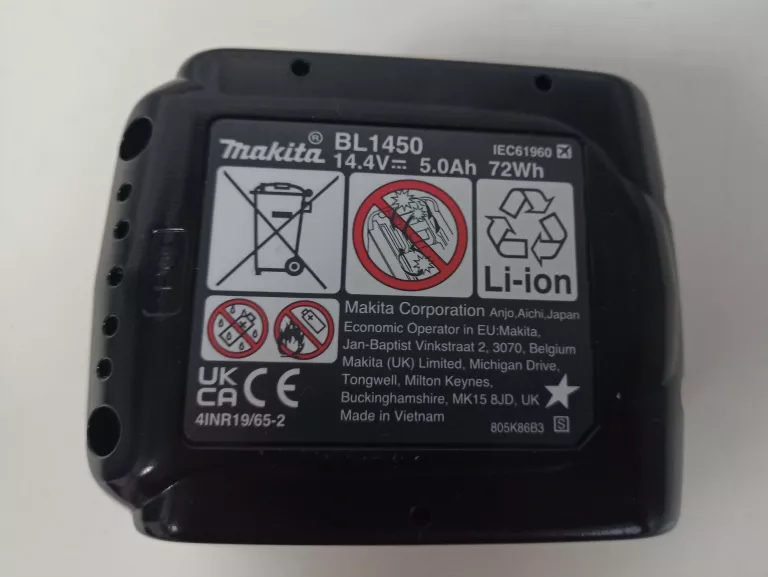 makita® BL1450
14.4V⎓ 5.0Ah 72Wh
IEC61960
Li-ion
Makita Corporation Anjo,Aichi,Japan
Economic Operator in EU:Makita,
Jan-Baptist Vinkstraat 2, 3070, Belgium
Makita (UK) Limited, Michigan Drive,
Tongwell, Milton Keynes,
Buckinghamshire, MK15 8JD, UK
Made in Vietnam
UK
CA CE
4INR19/65-2
805K86B3 S